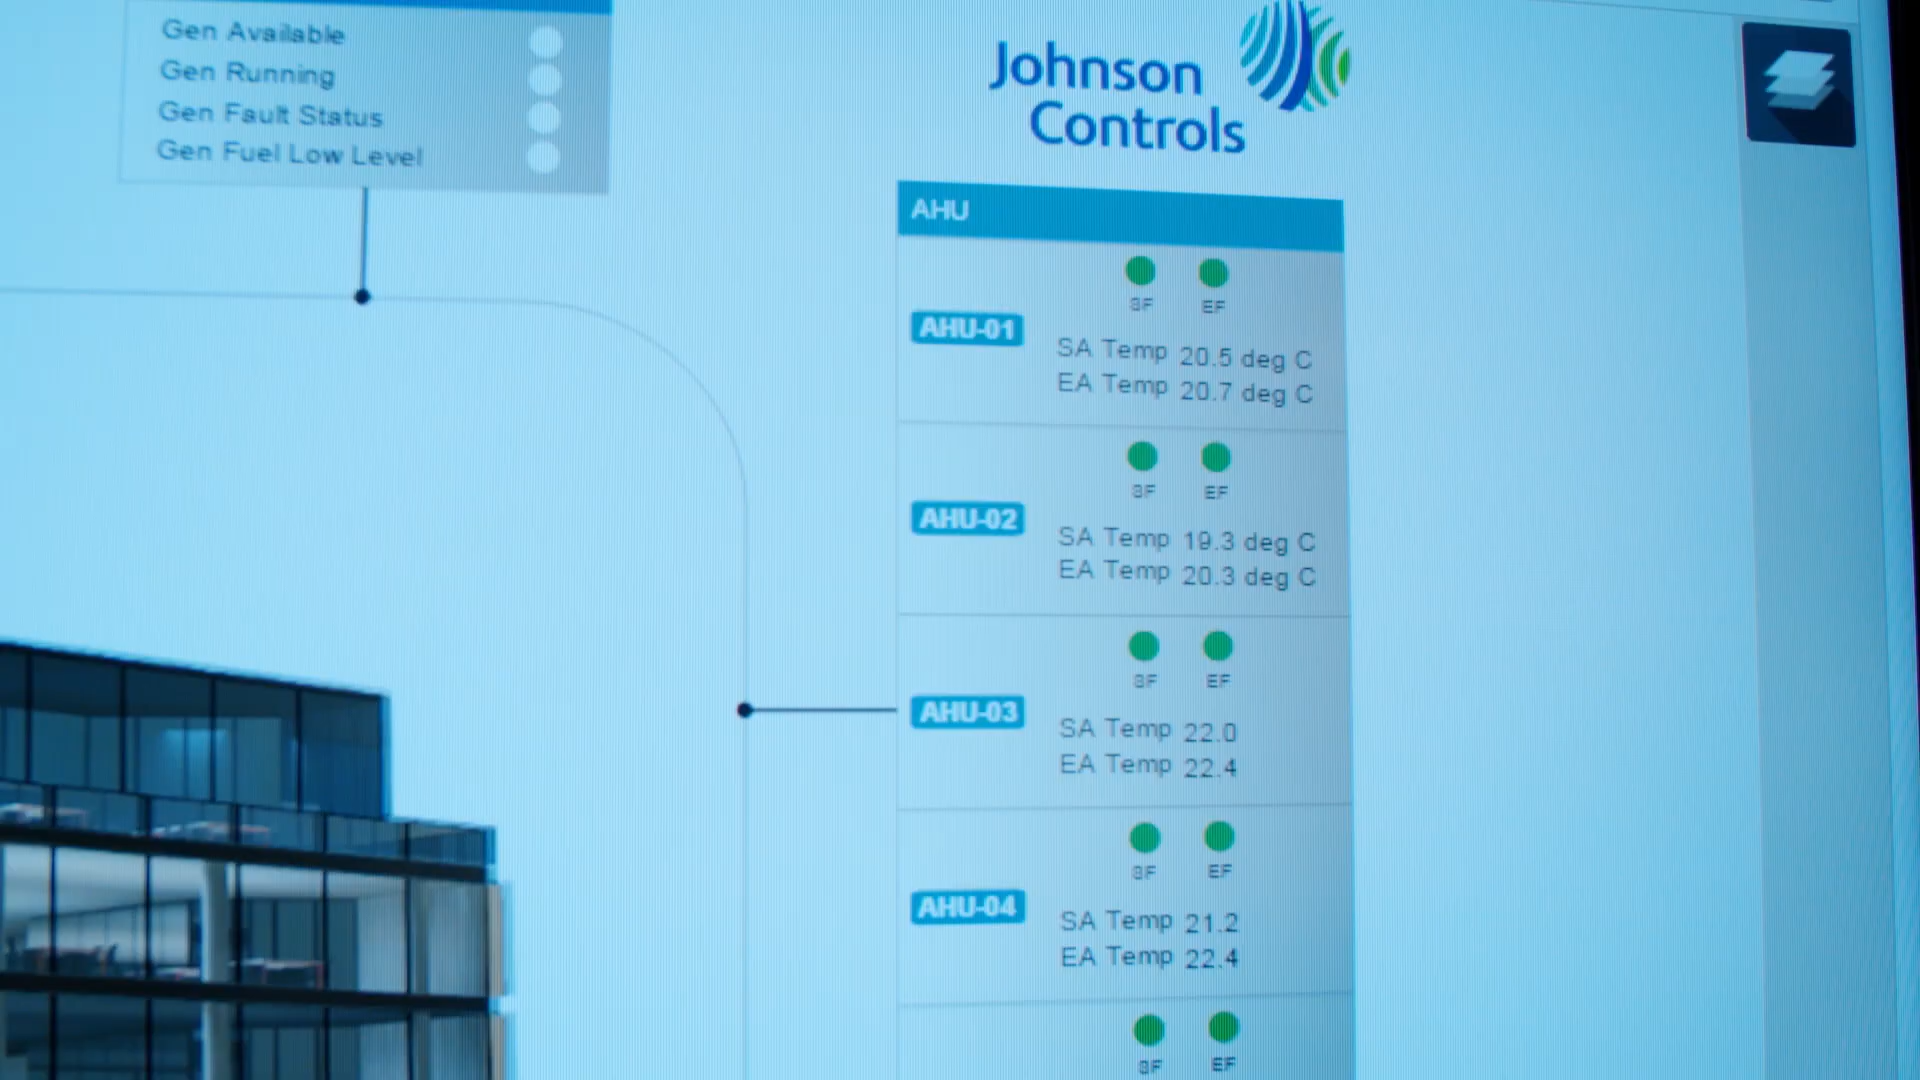 Gen Available
Gen Running
Gen Fault Status
Gen Fuel Low Level
Johnson
Controls
AHU
SF EF
AHU-01
SA Temp 20.5 deg C
EA Temp 20.7 deg C
SF EF
AHU-02
SA Temp 19.3 deg C
EA Temp 20.3 deg C
SF EF
AHU-03
SA Temp 22.0
EA Temp 22.4
SF EF
AHU-04
SA Temp 21.2
EA Temp 22.4
SF EF